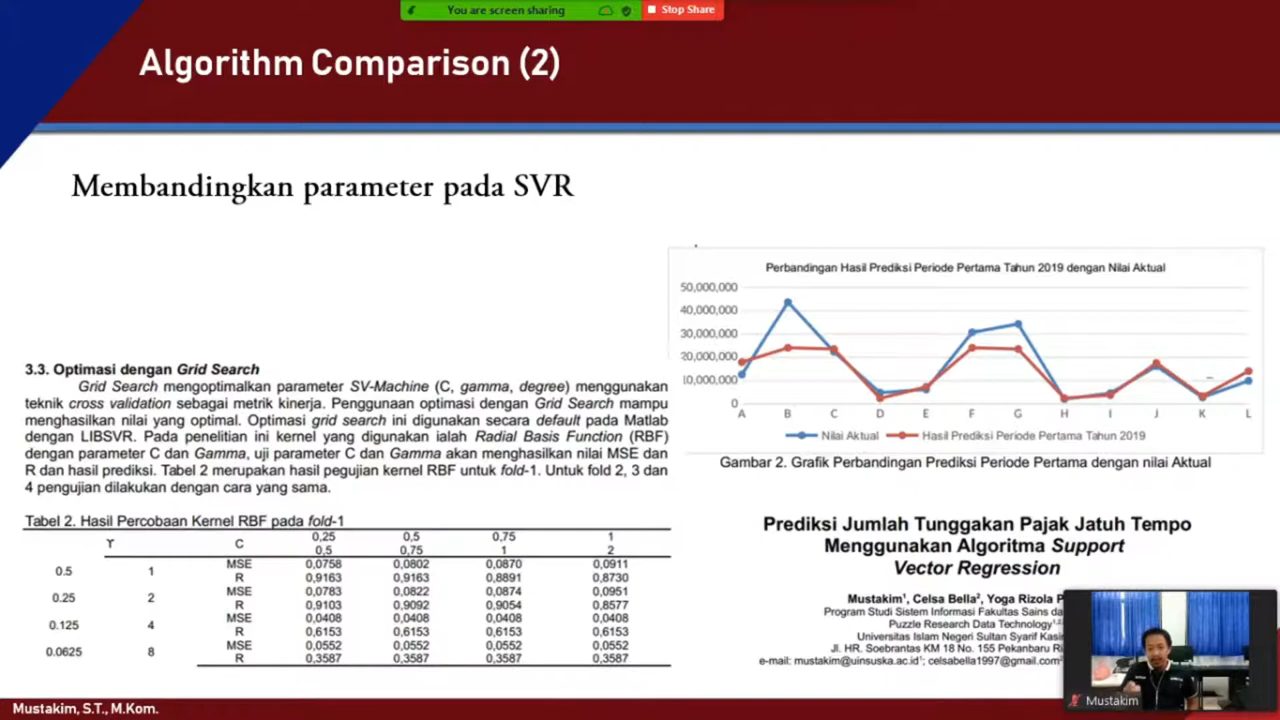 You are screen sharing
Stop Share
Algorithm Comparison (2)
Membandingkan parameter pada SVR
3.3. Optimasi dengan Grid Search
Grid Search mengoptimalkan parameter SV-Machine (C, gamma, degree) menggunakan
teknik cross validation sebagai metrik kinerja. Penggunaan optimasi dengan Grid Search mampu
menghasilkan nilai yang optimal. Optimasi grid search ini digunakan secara default pada Matlab
dengan LIBSVR. Pada penelitian ini kernel yang digunakan ialah Radial Basis Function (RBF)
dengan parameter C dan Gamma, uji parameter C dan Gamma akan menghasilkan nilai MSE dan
R dan hasil prediksi. Tabel 2 merupakan hasil pegujian kernel RBF untuk fold-1. Untuk fold 2, 3 dan
4 pengujian dilakukan dengan cara yang sama.
Tabel 2. Hasil Percobaan Kernel RBF pada fold-1
ϒ C 0,25 0,5 0,75 1
0,5 0,75 1 2
0.5 1 MSE 0,0758 0,0802 0,0870 0,0911
R 0,9163 0,9163 0,8891 0,8730
0.25 2 MSE 0,0783 0,0822 0,0874 0,0951
R 0,9103 0,9092 0,9054 0,8577
0.125 4 MSE 0,0408 0,0408 0,0408 0,0408
R 0,6153 0,6153 0,6153 0,6153
0.0625 8 MSE 0,0552 0,0552 0,0552 0,0552
R 0,3587 0,3587 0,3587 0,3587
Perbandingan Hasil Prediksi Periode Pertama Tahun 2019 dengan Nilai Aktual
50,000,000
40,000,000
30,000,000
20,000,000
10,000,000
0
A B C D E F G H I J K L
Nilai Aktual Hasil Prediksi Periode Pertama Tahun 2019
Gambar 2. Grafik Perbandingan Prediksi Periode Pertama dengan nilai Aktual
Prediksi Jumlah Tunggakan Pajak Jatuh Tempo
Menggunakan Algoritma Support
Vector Regression
Mustakim¹, Celsa Bella², Yoga Rizola P
Program Studi Sistem Informasi Fakultas Sains da
Puzzle Research Data Technology
Universitas Islam Negeri Sultan Syarif Kasi
Jl. HR. Soebrantas KM 18 No. 155 Pekanbaru Ri
e-mail: mustakim@uinsuska.ac.id¹; celsabella1997@gmail.com²
Mustakim
Mustakim, S.T., M.Kom.